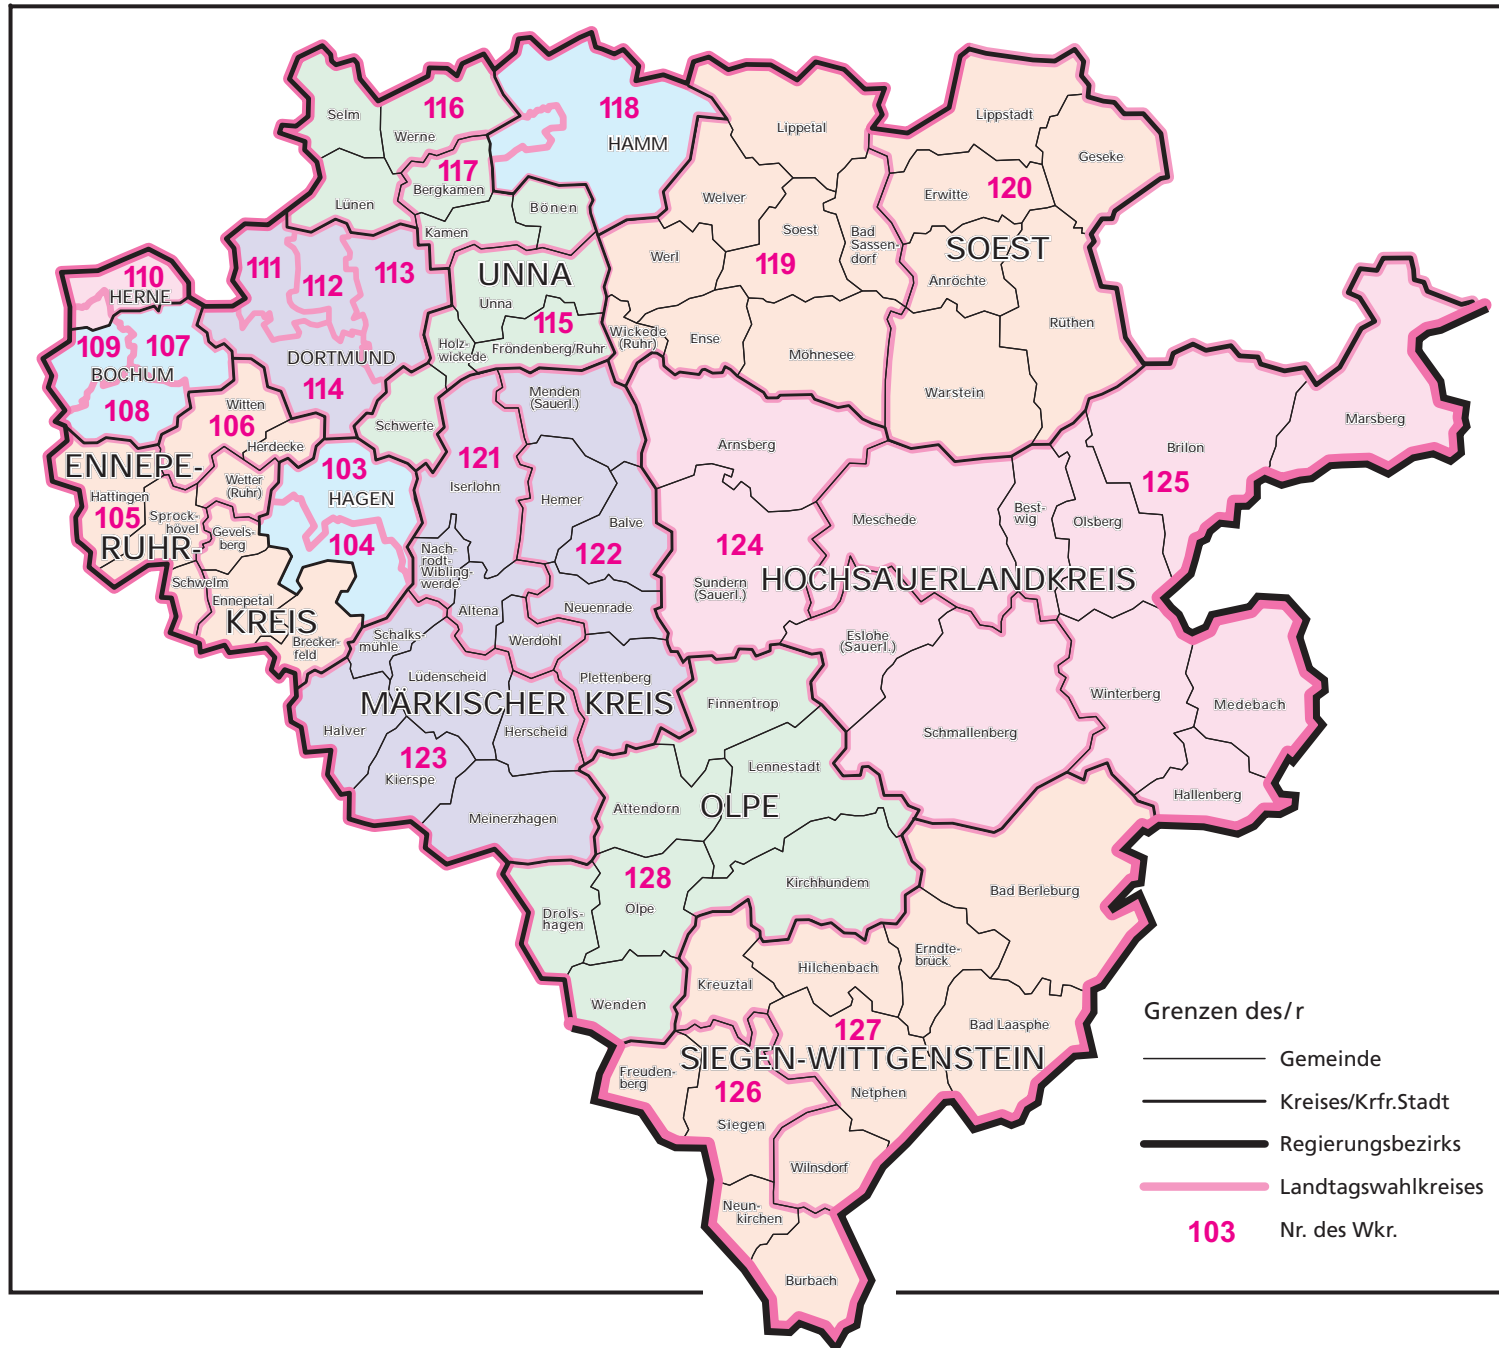 116
118
Selm
Werne
HAMM
Lippetal
Lippstadt
Geseke
117
Bergkamen
Lünen
Bönen
Kamen
Welver
Erwitte
120
Soest
Bad
Sassen-
dorf
SOEST
Werl
119
Anröchte
110
HERNE
111
112
113
UNNA
Unna
115
Fröndenberg/Ruhr
Holz-
wickede
Wickede
(Ruhr)
Ense
Möhnesee
Rüthen
109
107
BOCHUM
108
DORTMUND
114
Warstein
Witten
106
Herdecke
Schwerte
Menden
(Sauerl.)
Arnsberg
Brilon
125
Marsberg
ENNEPE-
Hattingen
105
Sprock-
hövel
RUHR-
Wetter
(Ruhr)
Gevels-
berg
103
HAGEN
104
121
Iserlohn
Hemer
Balve
122
Meschede
Best-
wig
Olsberg
Nach-
rodt-
Wibling-
werde
124
Sundern
(Sauerl.)
HOCHSAUERLANDKREIS
Schwelm
Ennepetal
KREIS
Brecker-
feld
Altena
Neuenrade
Schalks-
mühle
Werdohl
Eslohe
(Sauerl.)
Lüdenscheid
Plettenberg
MÄRKISCHER KREIS
Finnentrop
Winterberg
Medebach
Halver
Herscheid
Schmallenberg
123
Kierspe
Lennestadt
Hallenberg
Meinerzhagen
Attendorn
OLPE
128
Olpe
Kirchhundem
Bad Berleburg
Drols-
hagen
Erndte-
brück
Hilchenbach
Kreuztal
Wenden
127
Bad Laasphe
SIEGEN-WITTGENSTEIN
Freuden-
berg
126
Siegen
Netphen
Wilnsdorf
Neun-
kirchen
Burbach
Grenzen des/r
Gemeinde
Kreises/Krfr.Stadt
Regierungsbezirks
Landtagswahlkreises
103 Nr. des Wkr.